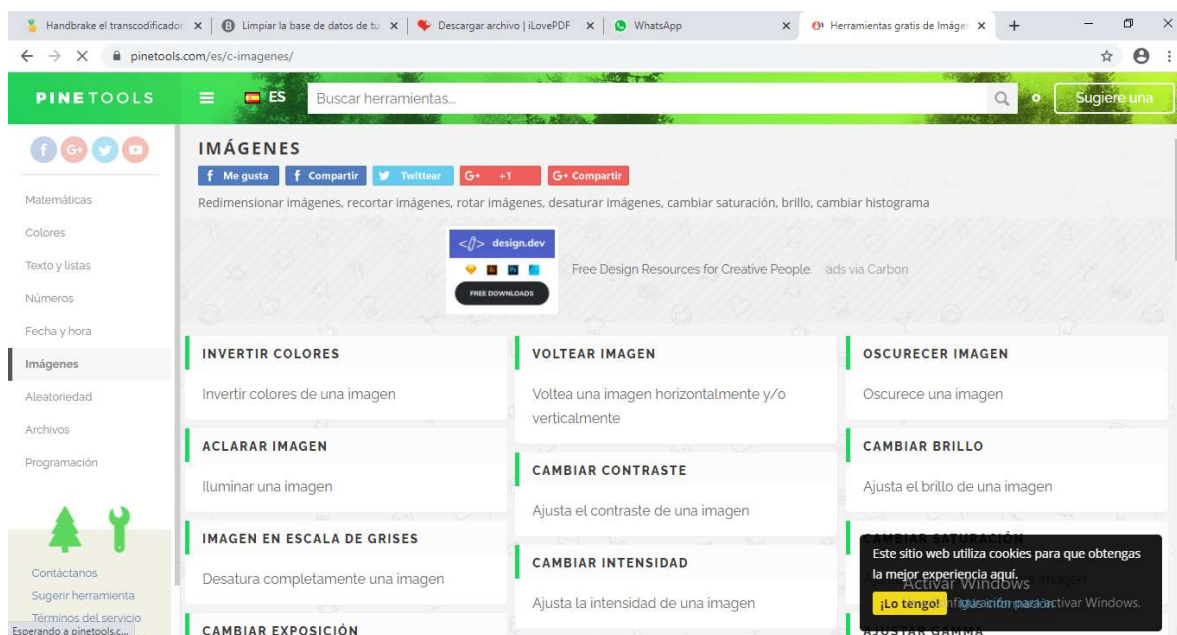 Handbrake el transcodificador
Limpiar la base de datos de tu
Descargar archivo | iLovePDF
WhatsApp
Herramientas gratis de Imáge
pinetools.com/es/c-imagenes/
PINETOOLS
ES
Buscar herramientas...
o
Sugiere una
IMÁGENES
f Me gusta
f Compartir
Twittear
G+ +1
G+ Compartir
Redimensionar imágenes, recortar imágenes, rotar imágenes, desaturar imágenes, cambiar saturación, brillo, cambiar histograma
Matemáticas
Colores
Texto y listas
Números
Fecha y hora
Imágenes
Aleatoriedad
Archivos
Programación
</> design.dev
FREE DOWNLOADS
Free Design Resources for Creative People.
ads via Carbon
INVERTIR COLORES
Invertir colores de una imagen
VOLTEAR IMAGEN
Voltea una imagen horizontalmente y/o
verticalmente
OSCURECER IMAGEN
Oscurece una imagen
ACLARAR IMAGEN
Iluminar una imagen
CAMBIAR CONTRASTE
Ajusta el contraste de una imagen
CAMBIAR BRILLO
Ajusta el brillo de una imagen
IMAGEN EN ESCALA DE GRISES
Desatura completamente una imagen
CAMBIAR INTENSIDAD
Ajusta la intensidad de una imagen
CAMBIAR SATURACIÓN
CAMBIAR EXPOSICIÓN
AJUSTAR GAMMA
Este sitio web utiliza cookies para que obtengas
la mejor experiencia aquí.
Activar Windows
¡Lo tengo!
Más información
para activar Windows.
Contáctanos
Sugerir herramienta
Términos del servicio
Esperando a pinetools.c...